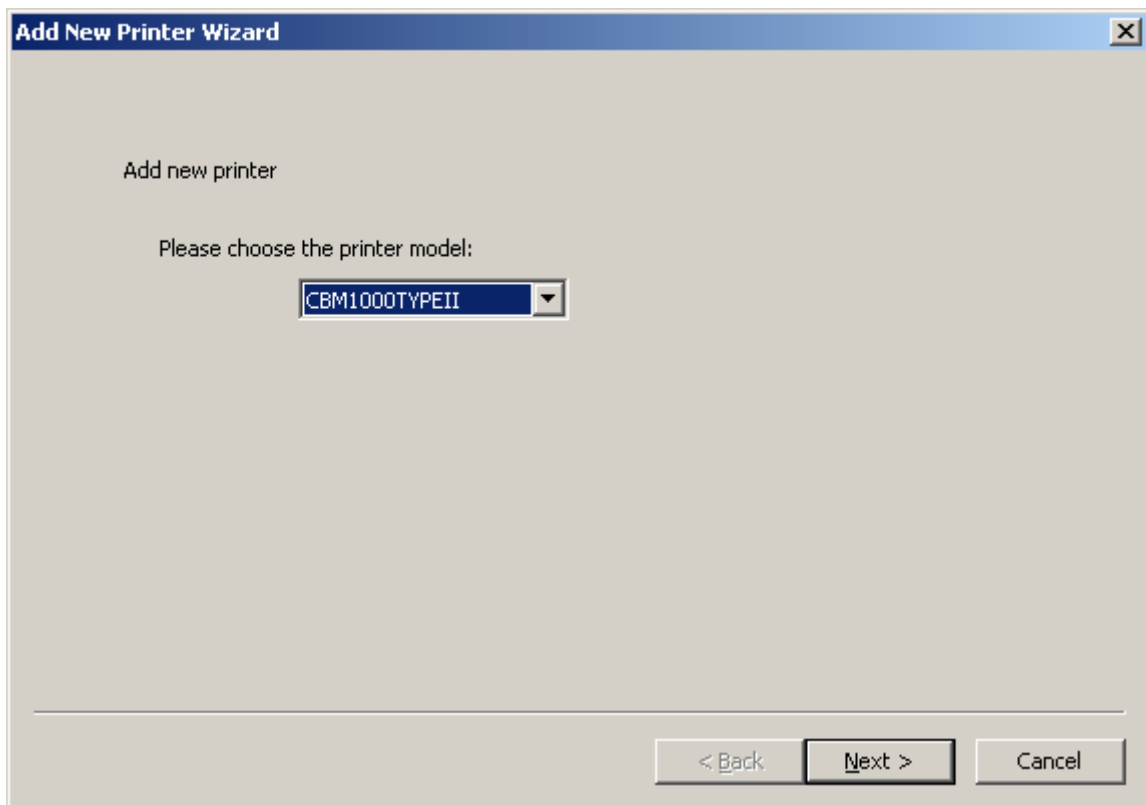 Add New Printer Wizard
Add new printer
Please choose the printer model:
CBM1000TYPEII
< Back
Next >
Cancel